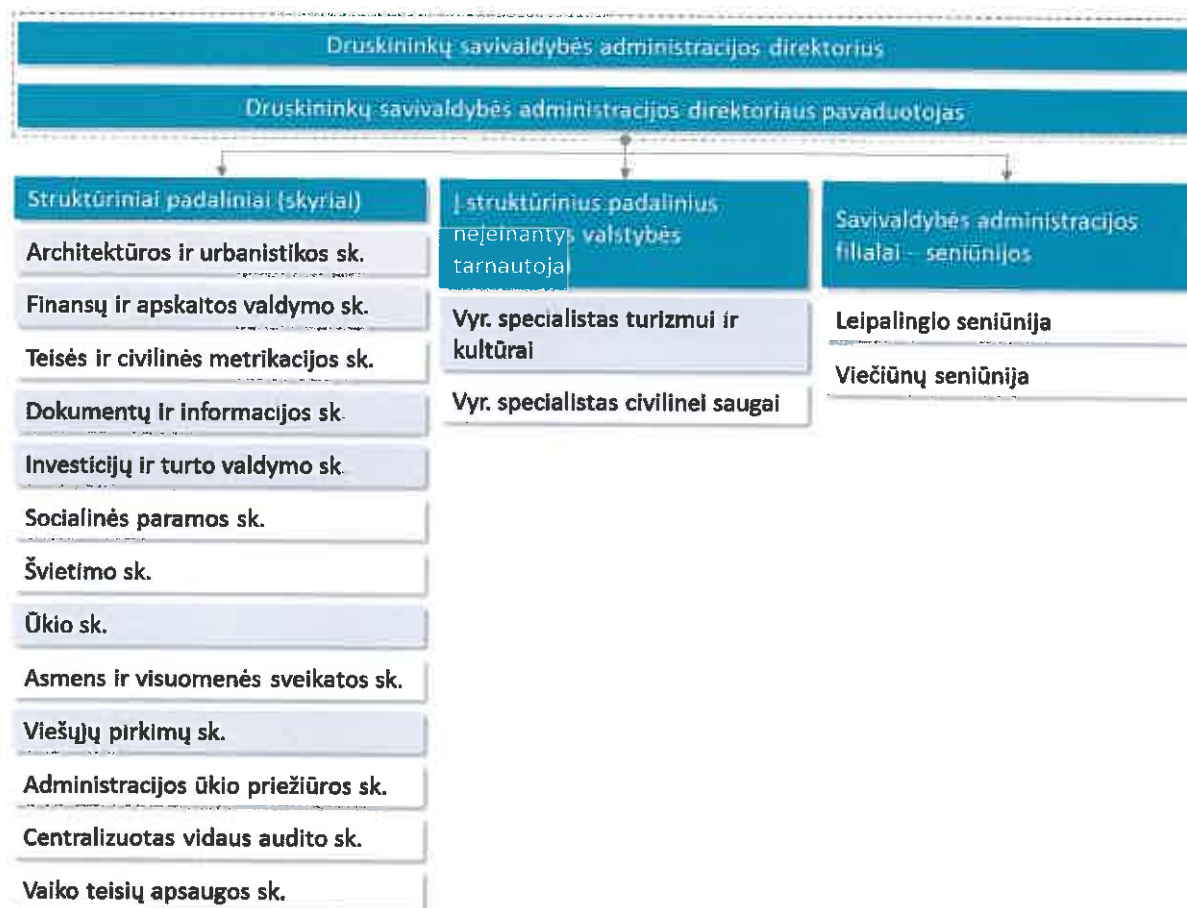 Druskininkų savivaldybės administracijos direktorius
Druskininkų savivaldybės administracijos direktoriaus pavaduotojas
Struktūriniai padaliniai (skyriai)
Architektūros ir urbanistikos sk.
Finansų ir apskaitos valdymo sk.
Teisės ir civilinės metrikacijos sk.
Dokumentų ir informacijos sk.
Investicijų ir turto valdymo sk.
Socialinės paramos sk.
Švietimo sk.
Ūkio sk.
Asmens ir visuomenės sveikatos sk.
Viešųjų pirkimų sk.
Administracijos ūkio priežiūros sk.
Centralizuotas vidaus audito sk.
Vaiko teisių apsaugos sk.
Į struktūrinius padalinius
neįeinantys valstybės
tarnautojai
Vyr. specialistas turizmui ir
kultūrai
Vyr. specialistas civilinei saugai
Savivaldybės administracijos
filialai – seniūnijos
Leipalingio seniūnija
Viečiūnų seniūnija